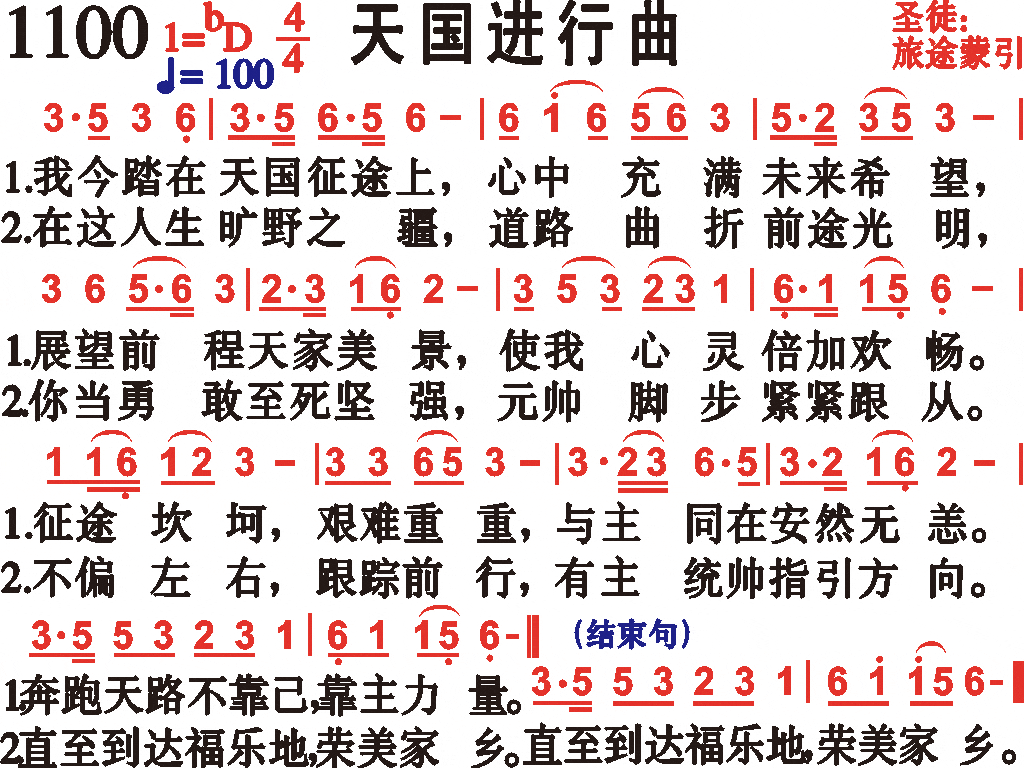 1100 1=ᵇD 4/4 天国进行曲 圣徒:
♩= 100 旅途蒙引
3·5 3 6̣ | 3·5 6·5 6 – | 6 1̇ 6 5 6 3 | 5·2 3 5 3 – |
1.我今踏在 天国征途上，心中 充 满 未来希 望，
2.在这人生 旷野之 疆，道路 曲 折 前途光 明，
3 6 5·6 3 | 2·3 1 6̣ 2 – | 3 5 3 2 3 1 | 6̣·1 1 5̣ 6̣ – |
1.展望前 程天家美 景，使我 心 灵 倍加欢 畅。
2.你当勇 敢至死坚 强，元帅 脚 步 紧紧跟 从。
1 1 6̣ 1 2 3 – | 3 3 6 5 3 – | 3·2 3 6·5 | 3·2 1 6̣ 2 – |
1.征途 坎 坷，艰难重 重，与主 同在安然无 恙。
2.不偏 左 右，跟踪前 行，有主 统帅指引方 向。
3·5 5 3 2 3 1 | 6̣ 1 1 5̣ 6̣ - ‖ （结束句）
1,奔跑天路不靠己,靠主力 量。
3·5 5 3 2 3 1 | 6 1̇ 1̇ 5 6 -
2,直至到达福乐地,荣美家 乡。直至到达福乐地,荣美家 乡。